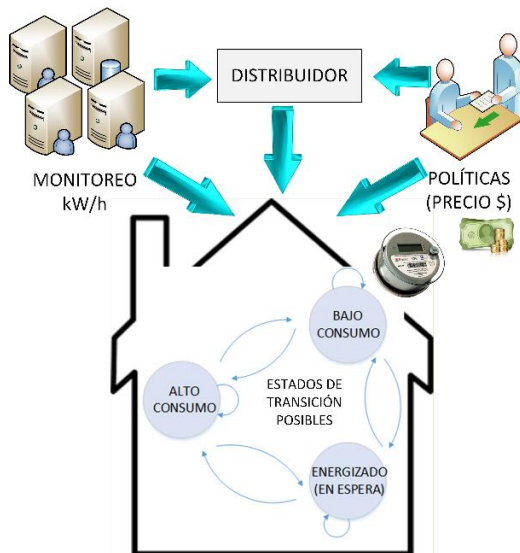 DISTRIBUIDOR
MONITOREO
kW/h
POLÍTICAS
(PRECIO $)
BAJO
CONSUMO
ALTO
CONSUMO
ESTADOS DE
TRANSICIÓN
POSIBLES
ENERGIZADO
(EN ESPERA)